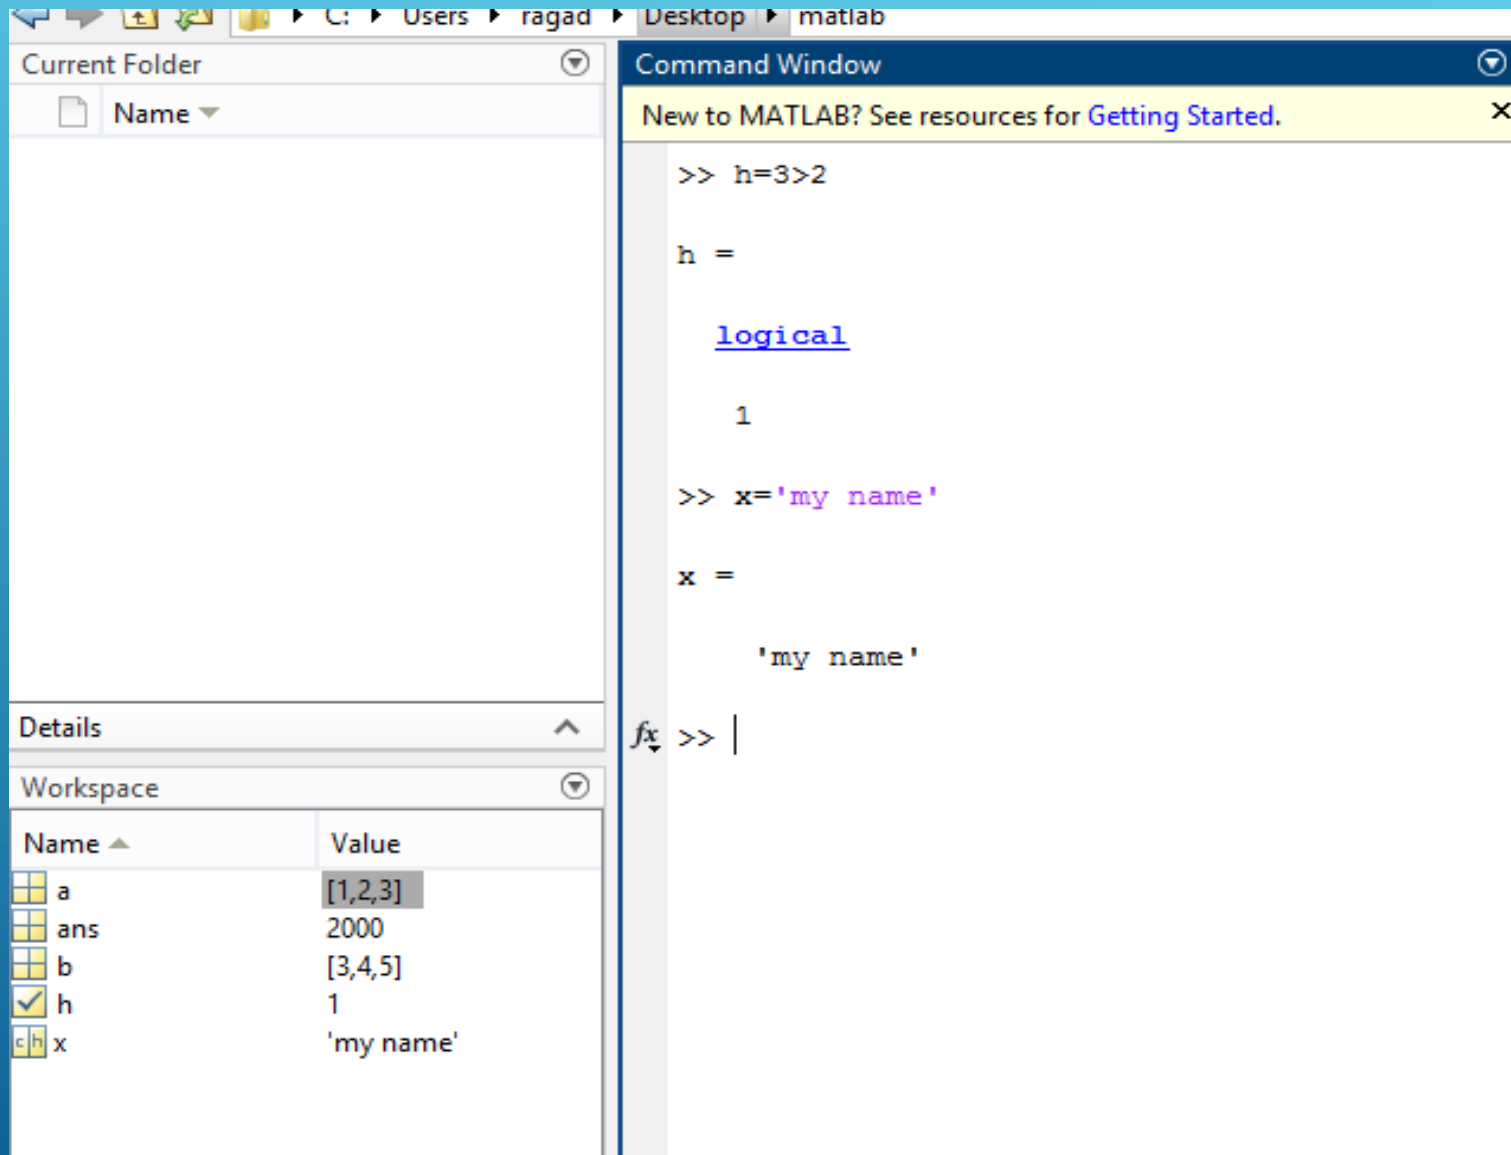 C: Users ragad Desktop matlab
Current Folder
Name
Details
Workspace
Name Value
a [1,2,3]
ans 2000
b [3,4,5]
h 1
ch x 'my name'
Command Window
New to MATLAB? See resources for Getting Started.
>> h=3>2
h =
logical
1
>> x='my name'
x =
'my name'
fx >>